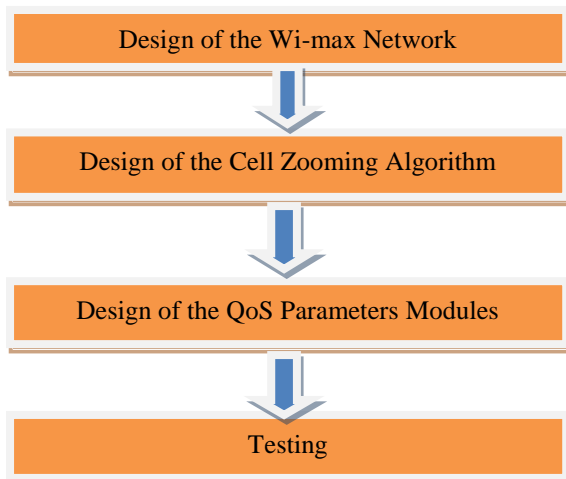 Design of the Wi-max Network
Design of the Cell Zooming Algorithm
Design of the QoS Parameters Modules
Testing